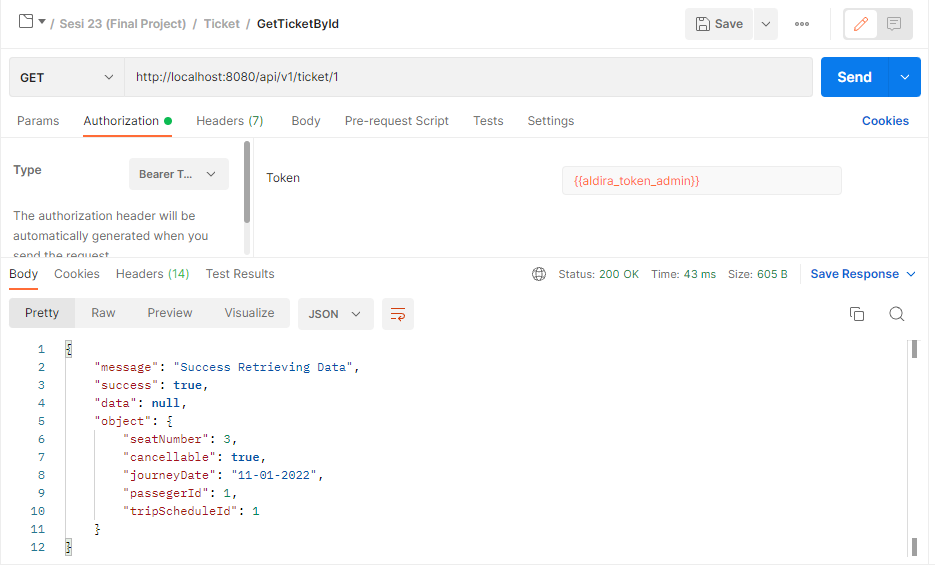 / Sesi 23 (Final Project) / Ticket / GetTicketById
Save
GET http://localhost:8080/api/v1/ticket/1 Send
Params Authorization Headers (7) Body Pre-request Script Tests Settings Cookies
Type Bearer T... Token {{aldira_token_admin}}
The authorization header will be
automatically generated when you
send the request.
Body Cookies Headers (14) Test Results Status: 200 OK Time: 43 ms Size: 605 B Save Response
Pretty Raw Preview Visualize JSON
1 {
2 "message": "Success Retrieving Data",
3 "success": true,
4 "data": null,
5 "object": {
6 "seatNumber": 3,
7 "cancellable": true,
8 "journeyDate": "11-01-2022",
9 "passegerId": 1,
10 "tripScheduleId": 1
11 }
12 }